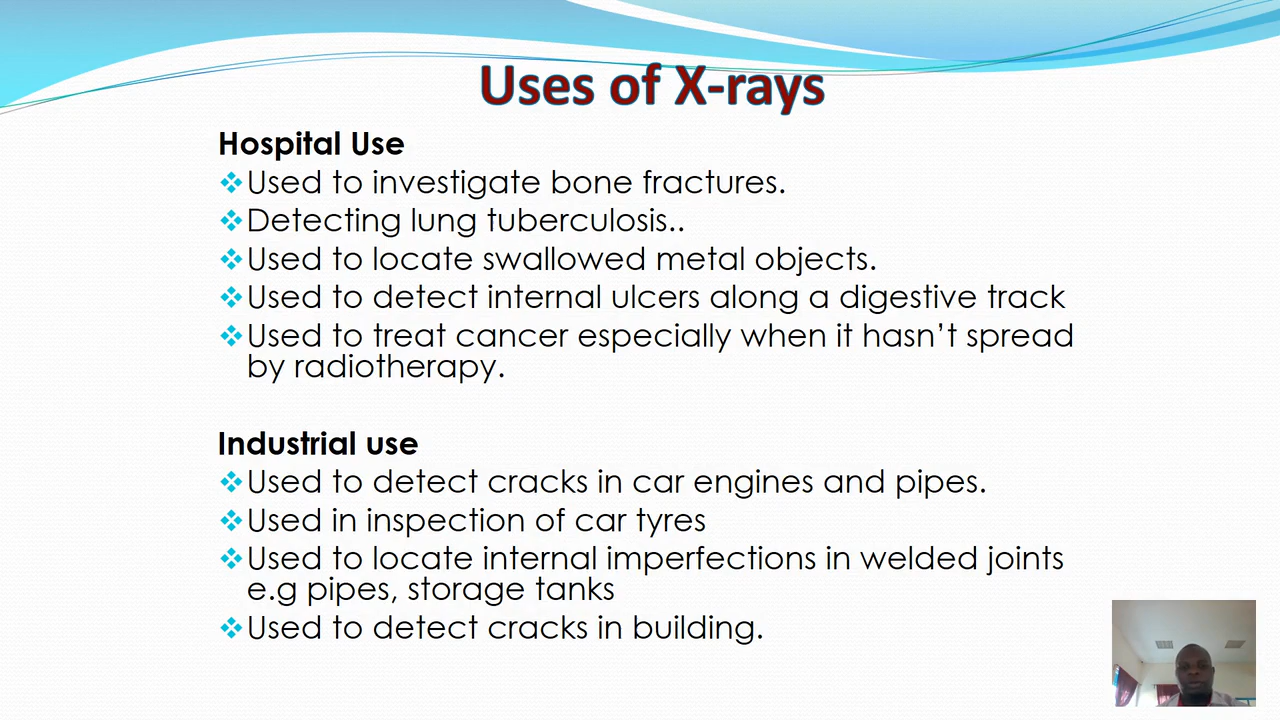 Uses of X-rays
Hospital Use
❖Used to investigate bone fractures.
❖Detecting lung tuberculosis..
❖Used to locate swallowed metal objects.
❖Used to detect internal ulcers along a digestive track
❖Used to treat cancer especially when it hasn’t spread
by radiotherapy.
Industrial use
❖Used to detect cracks in car engines and pipes.
❖Used in inspection of car tyres
❖Used to locate internal imperfections in welded joints
e.g pipes, storage tanks
❖Used to detect cracks in building.